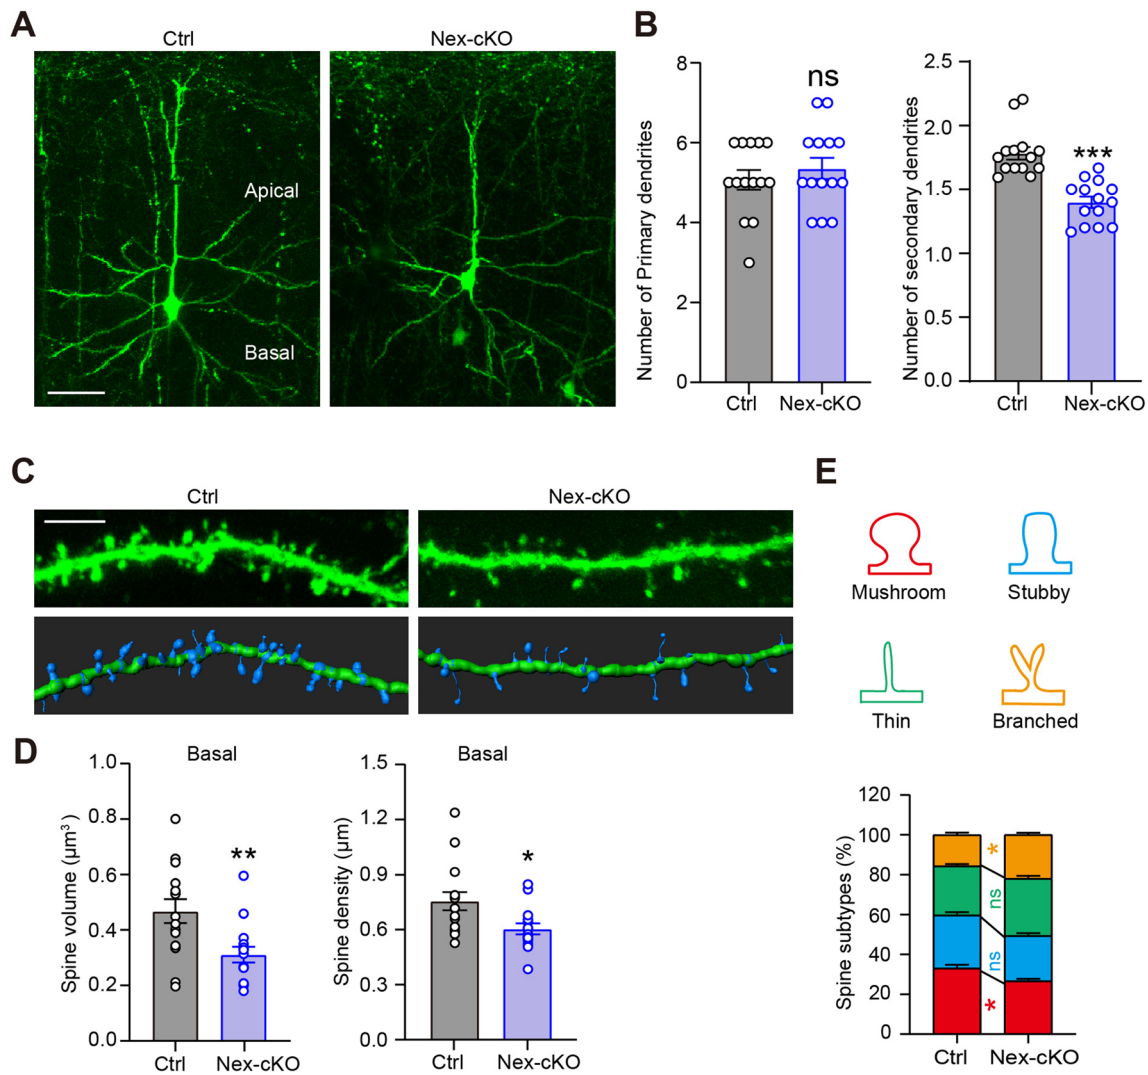 A
Ctrl
Nex-cKO
Apical
Basal
B
Number of Primary dendrites
8
6
4
2
0
ns
Ctrl
Nex-cKO
Number of secondary dendrites
2.5
2.0
1.5
1.0
0.5
0.0
***
Ctrl
Nex-cKO
C
Ctrl
Nex-cKO
D
Basal
Spine volume (µm³)
1.0
0.8
0.6
0.4
0.2
0.0
**
Ctrl
Nex-cKO
Basal
Spine density (µm)
1.5
1.2
0.9
0.6
0.3
0.0
*
Ctrl
Nex-cKO
E
Mushroom
Stubby
Thin
Branched
Spine subtypes (%)
120
100
80
60
40
20
0
*
ns
ns
*
Ctrl
Nex-cKO